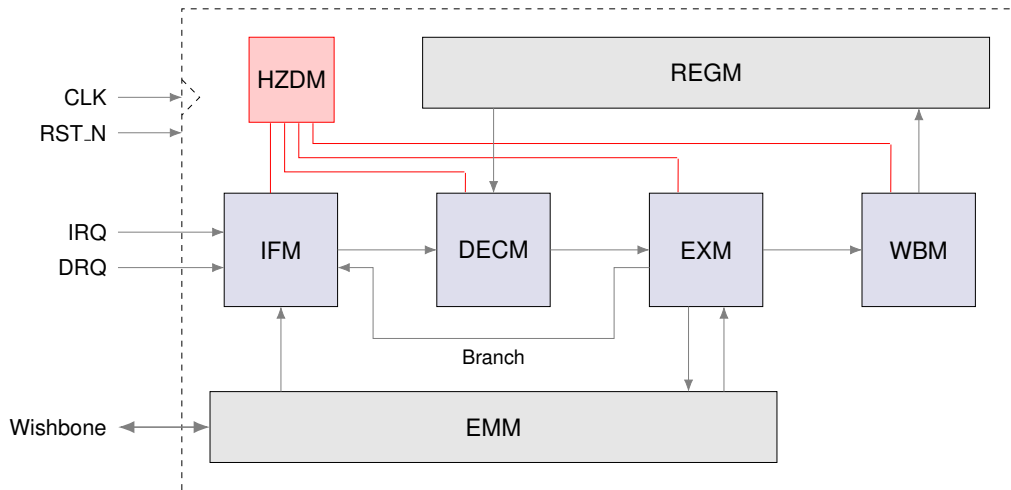 HZDM
REGM
CLK
RST_N
IRQ
DRQ
IFM
DECM
EXM
WBM
Branch
Wishbone
EMM